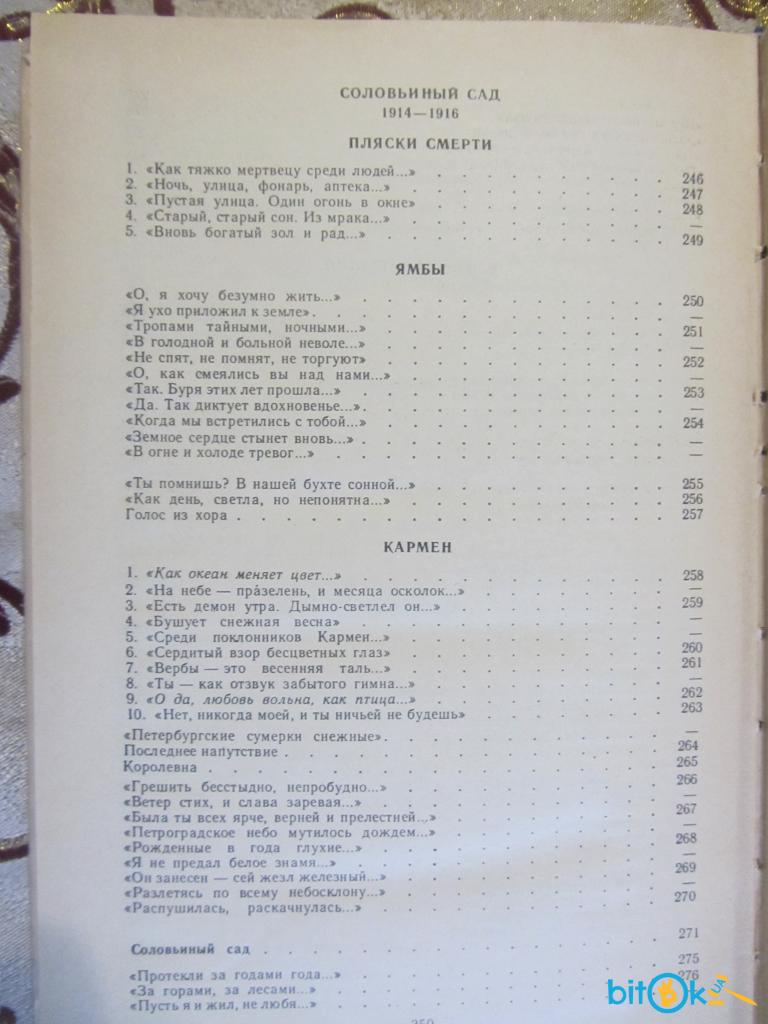 СОЛОВЬИНЫЙ САД
1914—1916
ПЛЯСКИ СМЕРТИ
1. «Как тяжко мертвецу среди людей...» 246
2. «Ночь, улица, фонарь, аптека...» 247
3. «Пустая улица. Один огонь в окне» 248
4. «Старый, старый сон. Из мрака...» —
5. «Вновь богатый зол и рад...» 249
ЯМБЫ
«О, я хочу безумно жить...» 250
«Я ухо приложил к земле» —
«Тропами тайными, ночными...» 251
«В голодной и больной неволе...» —
«Не спят, не помнят, не торгуют» 252
«О, как смеялись вы над нами...» —
«Так. Буря этих лет прошла...» 253
«Да. Так диктует вдохновенье...» —
«Когда мы встретились с тобой...» 254
«Земное сердце стынет вновь...» —
«В огне и холоде тревог...» —
«Ты помнишь? В нашей бухте сонной...» 255
«Как день, светла, но непонятна...» 256
Голос из хора 257
КАРМЕН
1. «Как океан меняет цвет...» 258
2. «На небе — прáзелень, и месяца осколок...» —
3. «Есть демон утра. Дымно-светлел он...» 259
4. «Бушует снежная весна» —
5. «Среди поклонников Кармен...» —
6. «Сердитый взор бесцветных глаз» 260
7. «Вербы — это весенняя таль...» 261
8. «Ты — как отзвук забытого гимна...» —
9. «О да, любовь вольна, как птица...» 262
10. «Нет, никогда моей, и ты ничьей не будешь» 263
«Петербургские сумерки снежные» —
Последнее напутствие 264
Королевна 265
«Грешить бесстыдно, непробудно...» 266
«Ветер стих, и слава заревая...» —
«Была ты всех ярче, верней и прелестней...» 267
«Петроградское небо мутилось дождем...» —
«Рожденные в года глухие...» 268
«Я не предал белое знамя...» —
«Он занесен — сей жезл железный...» 269
«Разлетясь по всему небосклону...» —
«Распушилась, раскачнулась...» 270
Соловьиный сад 271
«Протекли за годами года...» 275
«За горами, за лесами...» 276
«Пусть я и жил, не любя...»
bitok.UA